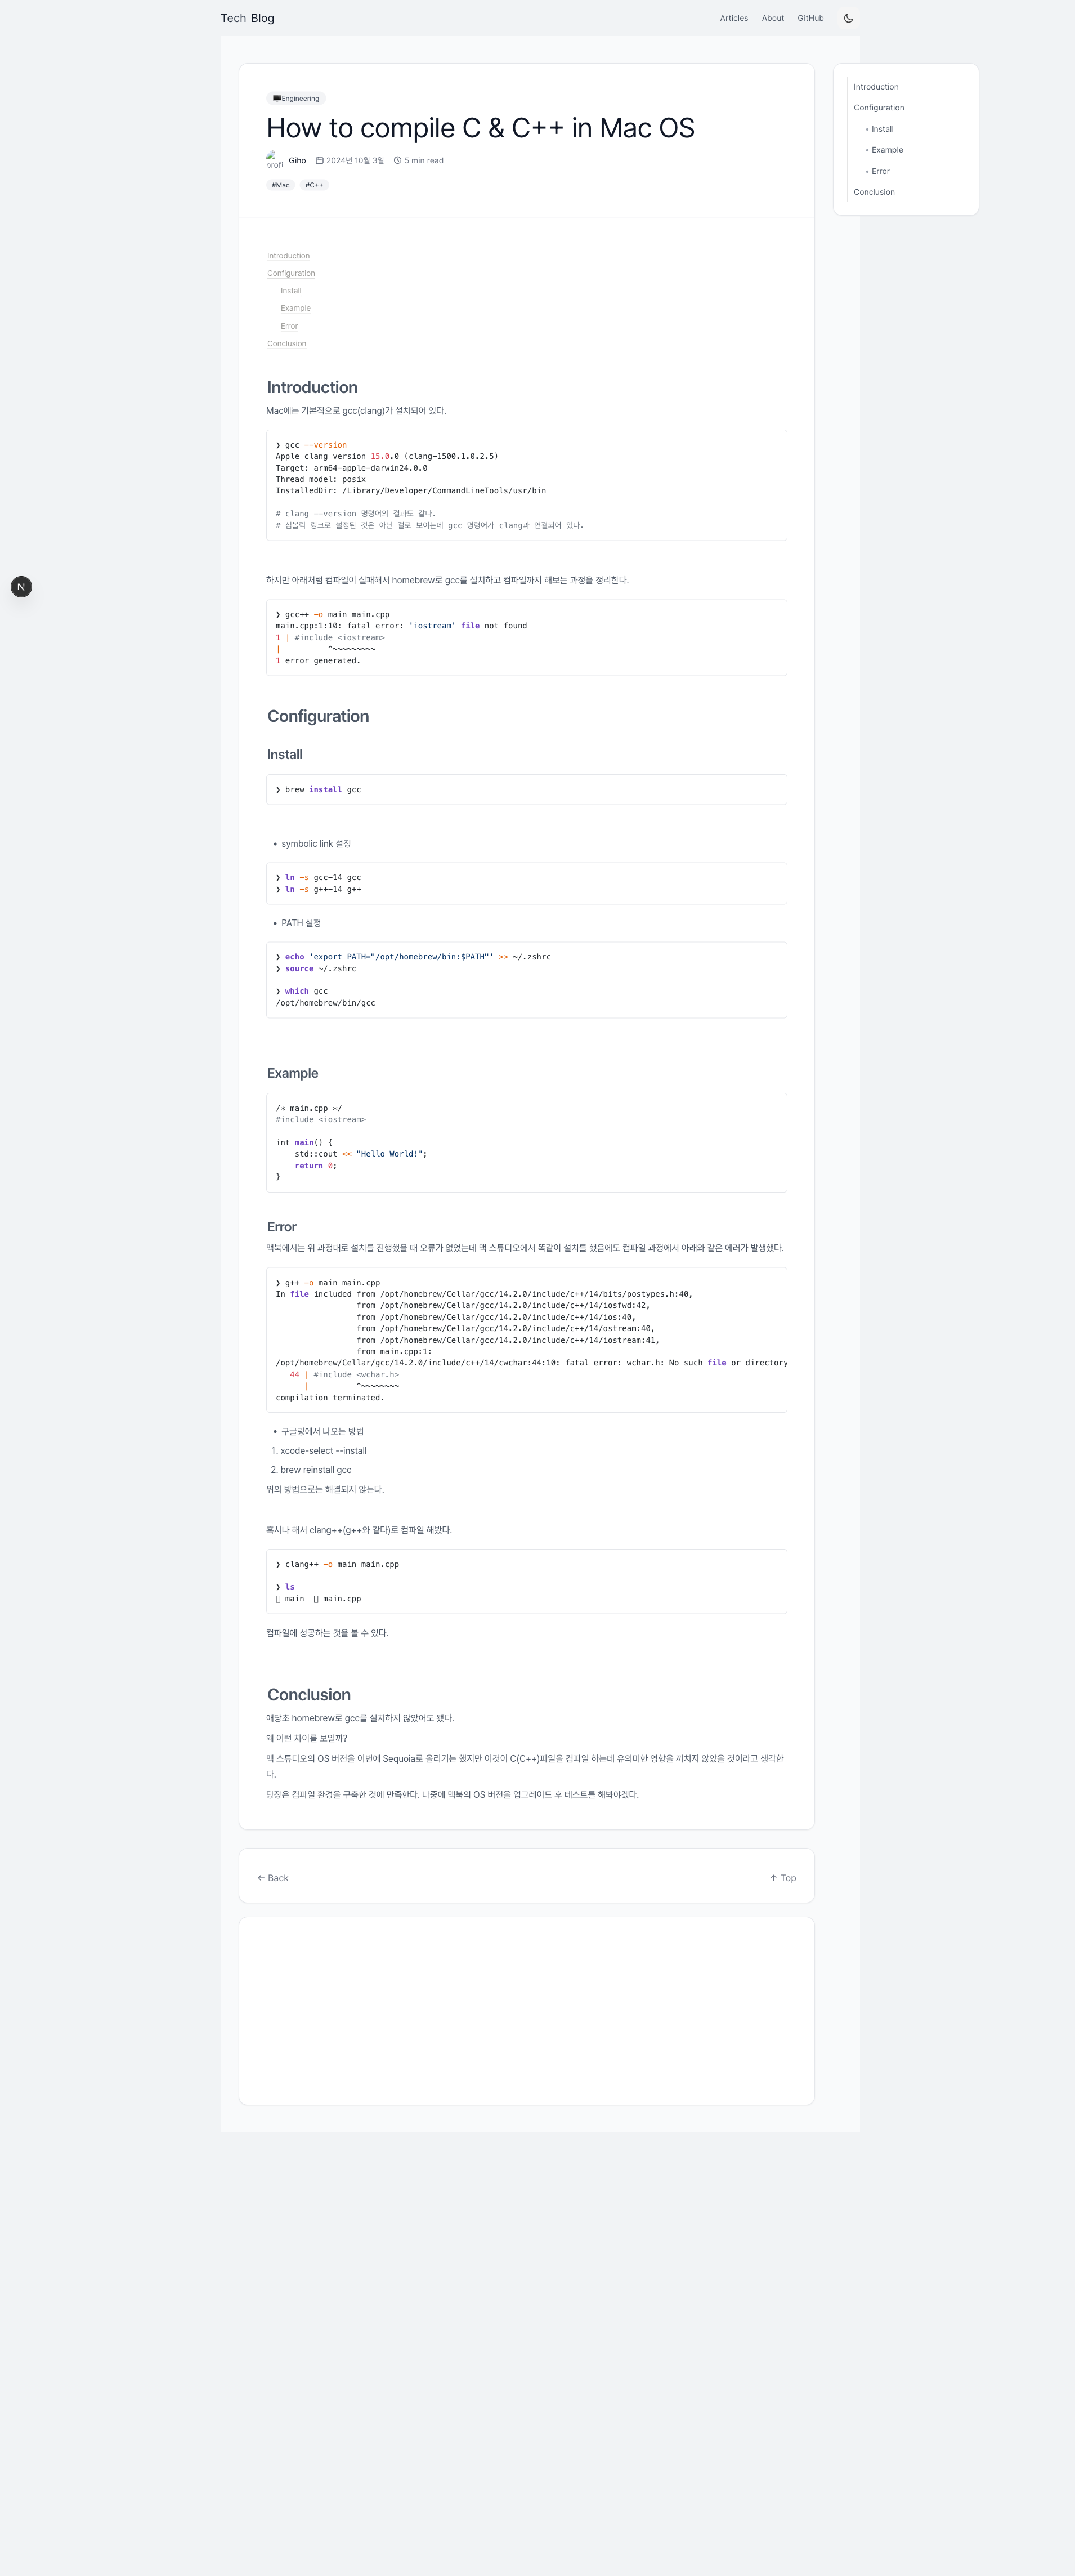 Tech Blog
Articles About GitHub
Engineering
How to compile C & C++ in Mac OS
Giho 2024년 10월 3일 5 min read
#Mac #C++
Introduction
Configuration
• Install
• Example
• Error
Conclusion
Introduction
Configuration
Install
Example
Error
Conclusion
Introduction
Mac에는 기본적으로 gcc(clang)가 설치되어 있다.
❯ gcc --version
Apple clang version 15.0.0 (clang-1500.1.0.2.5)
Target: arm64-apple-darwin24.0.0
Thread model: posix
InstalledDir: /Library/Developer/CommandLineTools/usr/bin
# clang --version 명령어의 결과도 같다.
# 심볼릭 링크로 설정된 것은 아닌 걸로 보이는데 gcc 명령어가 clang과 연결되어 있다.
하지만 아래처럼 컴파일이 실패해서 homebrew로 gcc를 설치하고 컴파일까지 해보는 과정을 정리한다.
❯ gcc++ -o main main.cpp
main.cpp:1:10: fatal error: 'iostream' file not found
1 | #include <iostream>
|          ^~~~~~~~~~
1 error generated.
Configuration
Install
❯ brew install gcc
• symbolic link 설정
❯ ln -s gcc-14 gcc
❯ ln -s g++-14 g++
• PATH 설정
❯ echo 'export PATH="/opt/homebrew/bin:$PATH"' >> ~/.zshrc
❯ source ~/.zshrc
❯ which gcc
/opt/homebrew/bin/gcc
Example
/* main.cpp */
#include <iostream>
int main() {
    std::cout << "Hello World!";
    return 0;
}
Error
맥북에서는 위 과정대로 설치를 진행했을 때 오류가 없었는데 맥 스튜디오에서 똑같이 설치를 했음에도 컴파일 과정에서 아래와 같은 에러가 발생했다.
❯ g++ -o main main.cpp
In file included from /opt/homebrew/Cellar/gcc/14.2.0/include/c++/14/bits/postypes.h:40,
                 from /opt/homebrew/Cellar/gcc/14.2.0/include/c++/14/iosfwd:42,
                 from /opt/homebrew/Cellar/gcc/14.2.0/include/c++/14/ios:40,
                 from /opt/homebrew/Cellar/gcc/14.2.0/include/c++/14/ostream:40,
                 from /opt/homebrew/Cellar/gcc/14.2.0/include/c++/14/iostream:41,
                 from main.cpp:1:
/opt/homebrew/Cellar/gcc/14.2.0/include/c++/14/cwchar:44:10: fatal error: wchar.h: No such file or directory
   44 | #include <wchar.h>
      |          ^~~~~~~~~
compilation terminated.
• 구글링에서 나오는 방법
1. xcode-select --install
2. brew reinstall gcc
위의 방법으로는 해결되지 않는다.
혹시나 해서 clang++(g++와 같다)로 컴파일 해봤다.
❯ clang++ -o main main.cpp
❯ ls
main  main.cpp
컴파일에 성공하는 것을 볼 수 있다.
Conclusion
애당초 homebrew로 gcc를 설치하지 않았어도 됐다.
왜 이런 차이를 보일까?
맥 스튜디오의 OS 버전을 이번에 Sequoia로 올리기는 했지만 이것이 C(C++)파일을 컴파일 하는데 유의미한 영향을 끼치지 않았을 것이라고 생각한
다.
당장은 컴파일 환경을 구축한 것에 만족한다. 나중에 맥북의 OS 버전을 업그레이드 후 테스트를 해봐야겠다.
← Back ↑ Top